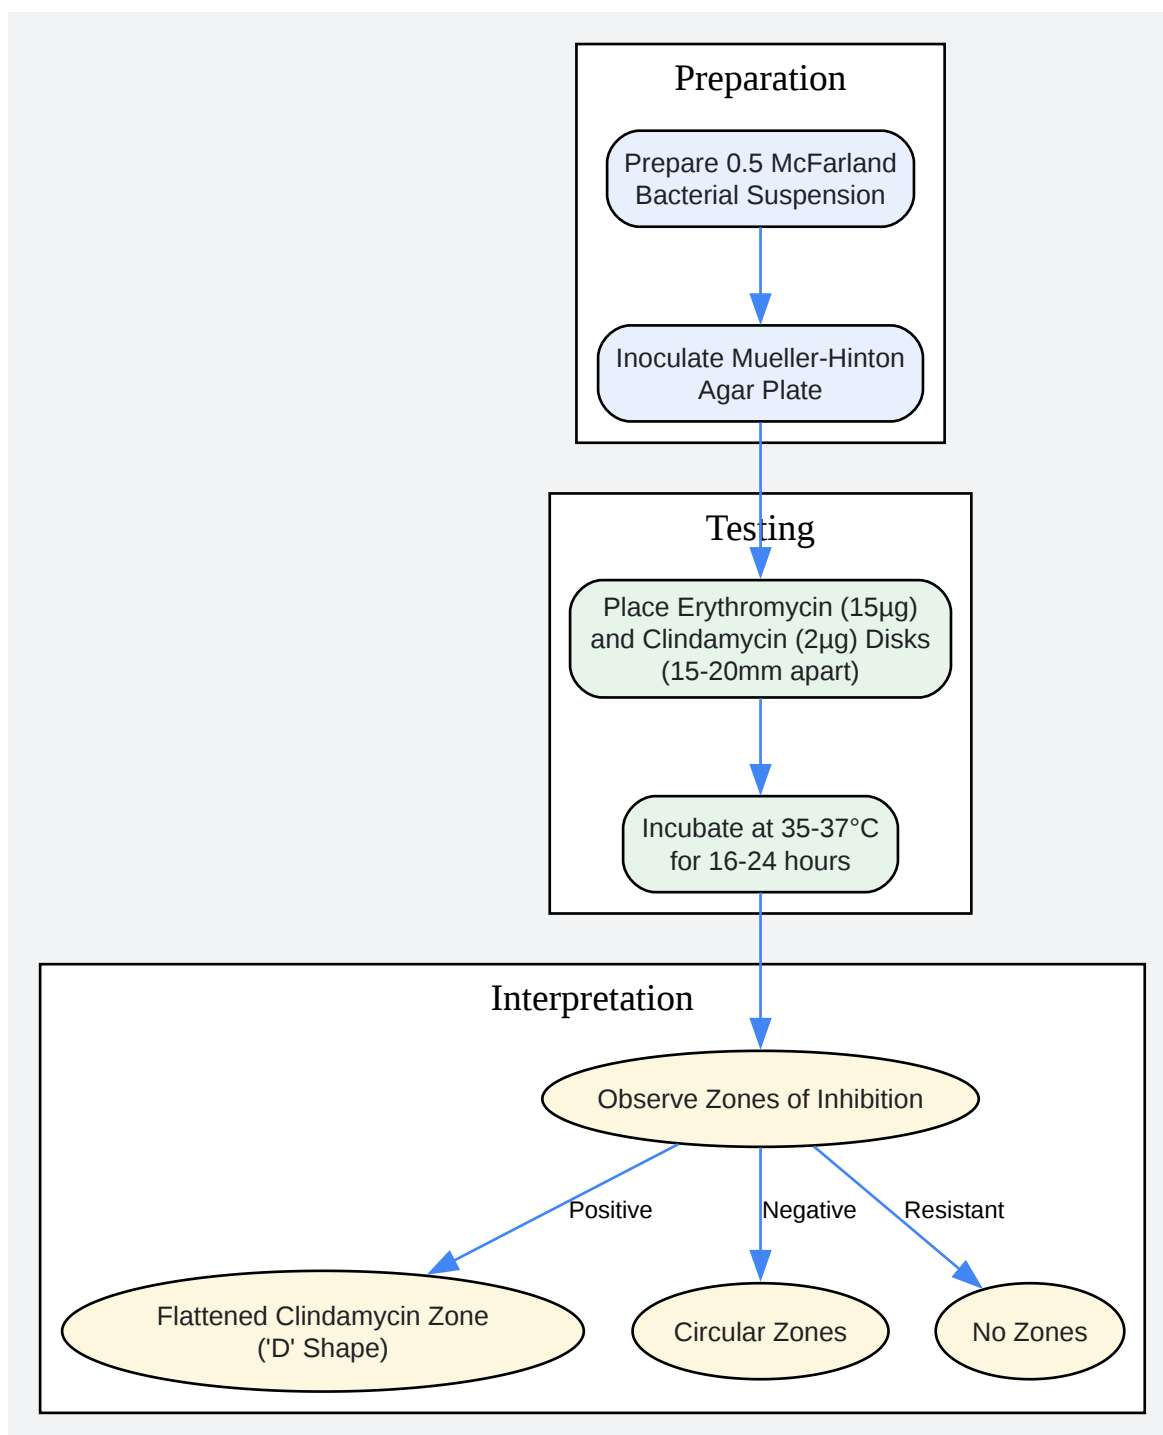 Preparation
Prepare 0.5 McFarland
Bacterial Suspension
Inoculate Mueller-Hinton
Agar Plate
Testing
Place Erythromycin (15µg)
and Clindamycin (2µg) Disks
(15-20mm apart)
Incubate at 35-37°C
for 16-24 hours
Interpretation
Observe Zones of Inhibition
Positive
Negative
Resistant
Flattened Clindamycin Zone
('D' Shape)
Circular Zones
No Zones